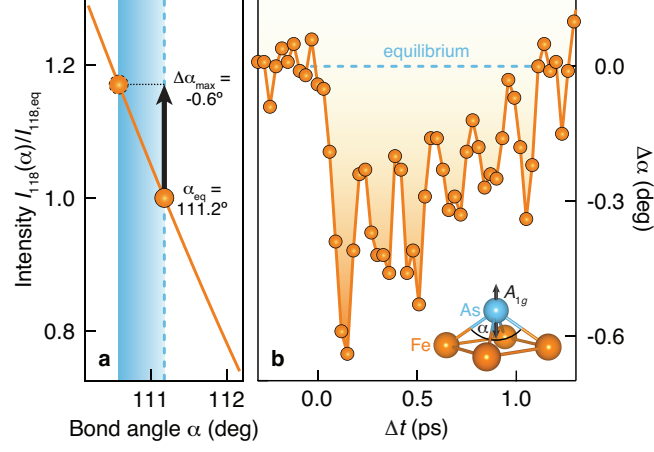 Intensity I118(α)/I118,eq
1.2
1.0
0.8
Δαmax =
-0.6º
αeq =
111.2º
a
111
112
Bond angle α (deg)
equilibrium
0.0
-0.3
-0.6
Δα (deg)
A1g
As
α
Fe
b
0.0
0.5
1.0
Δt (ps)